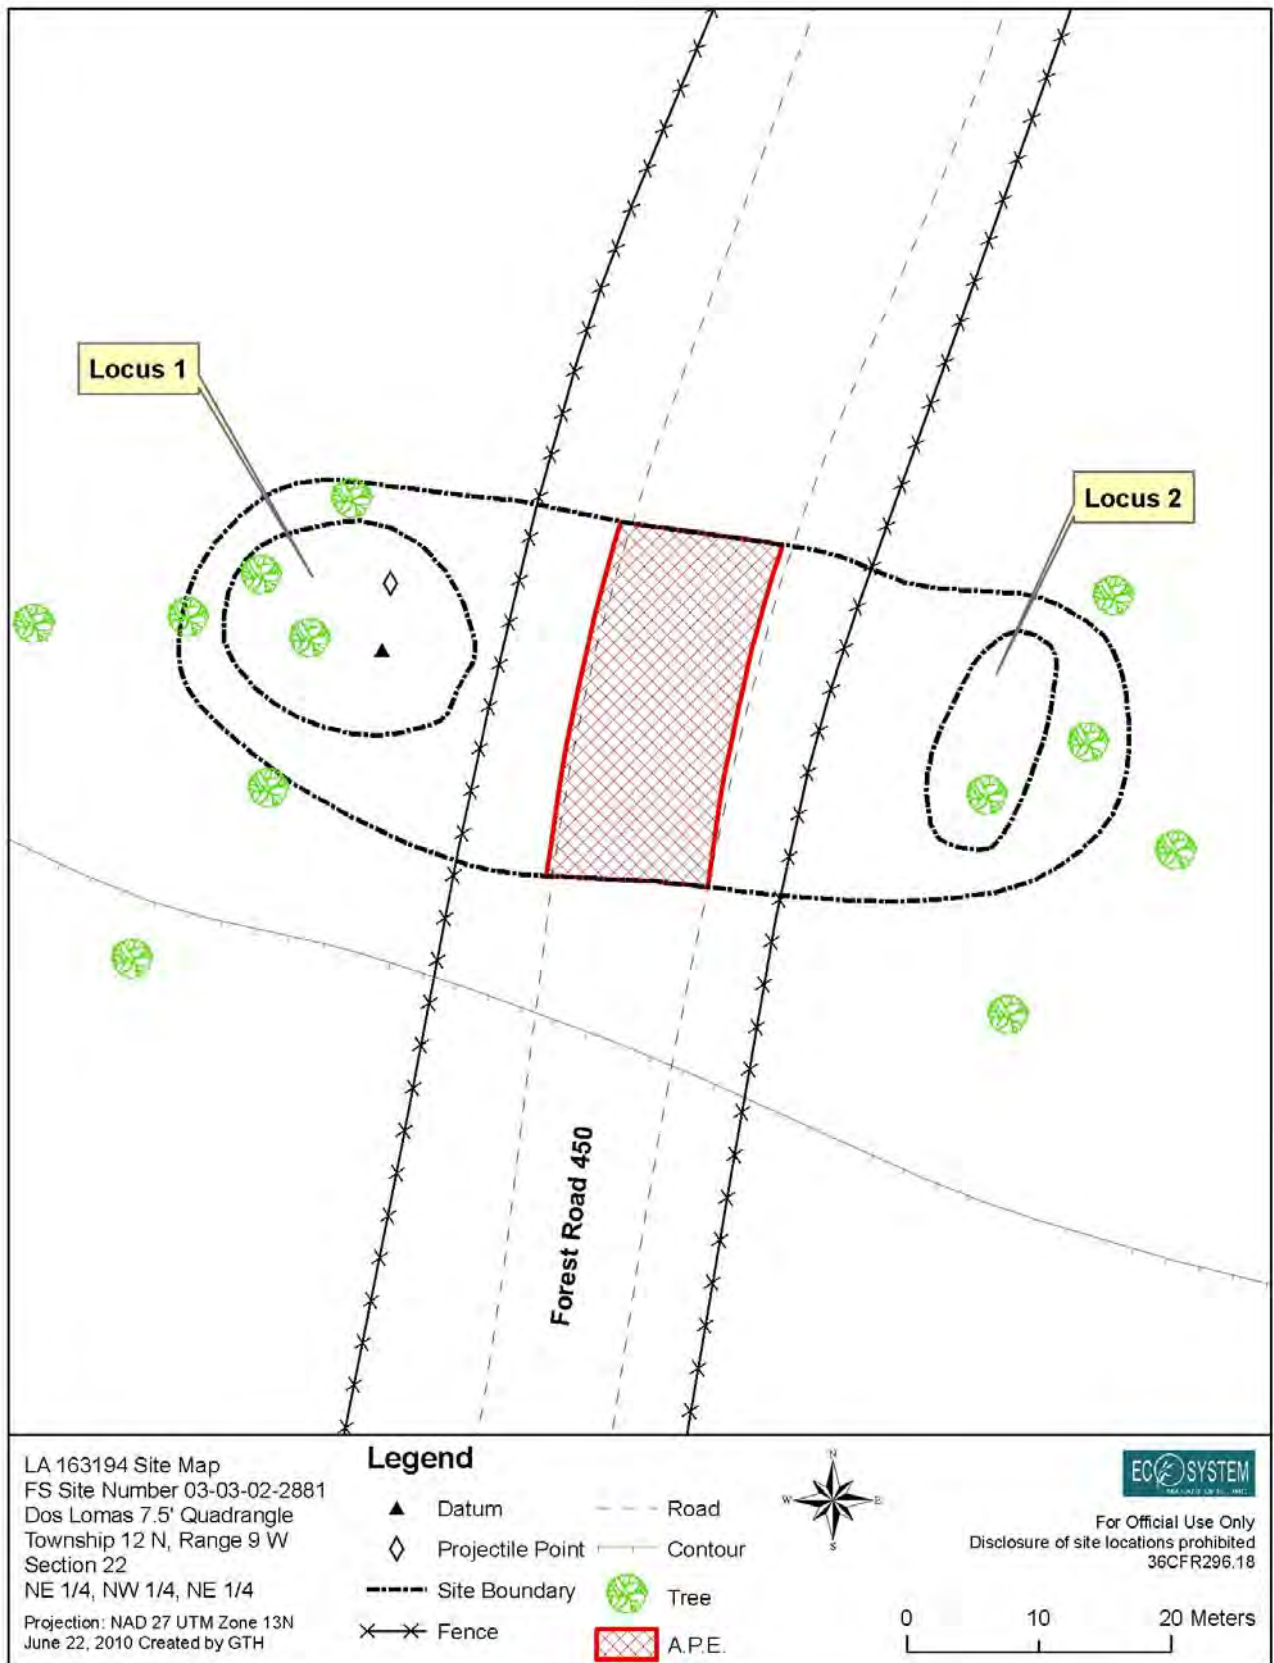 Locus 1
Locus 2
Forest Road 450
LA 163194 Site Map
FS Site Number 03-03-02-2881
Dos Lomas 7.5' Quadrangle
Township 12 N, Range 9 W
Section 22
NE 1/4, NW 1/4, NE 1/4
Projection: NAD 27 UTM Zone 13N
June 22, 2010 Created by GTH
Legend
Datum
Projectile Point
Site Boundary
Fence
Road
Contour
Tree
A.P.E.
N
W E
S
ECOSYSTEM
For Official Use Only
Disclosure of site locations prohibited
36CFR296.18
0 10 20 Meters